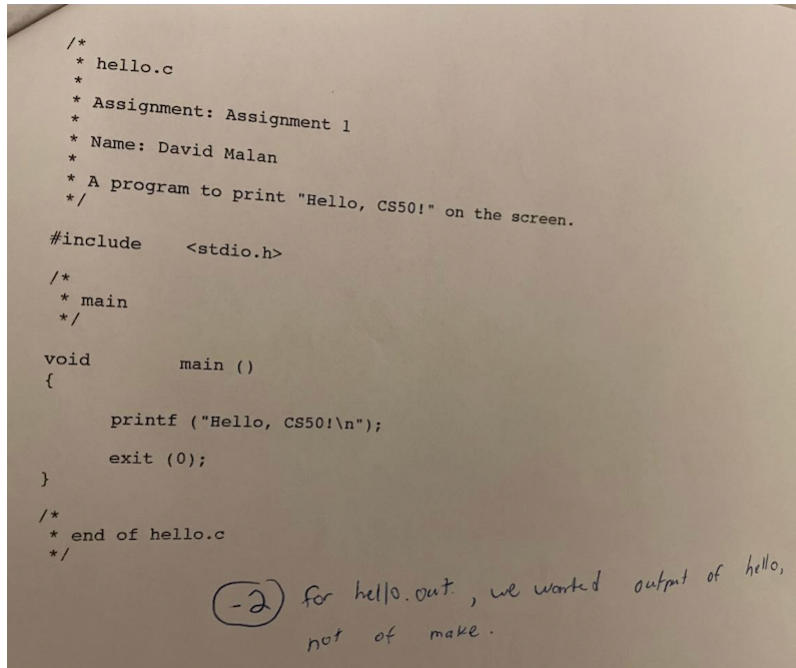 /*
* hello.c
*
* Assignment: Assignment 1
*
* Name: David Malan
*
* A program to print "Hello, CS50!" on the screen.
*/
#include <stdio.h>
/*
* main
*/
void main ()
{
printf ("Hello, CS50!\n");
exit (0);
}
/*
* end of hello.c
*/
-2 for hello.out, we wanted output of hello,
not of make.